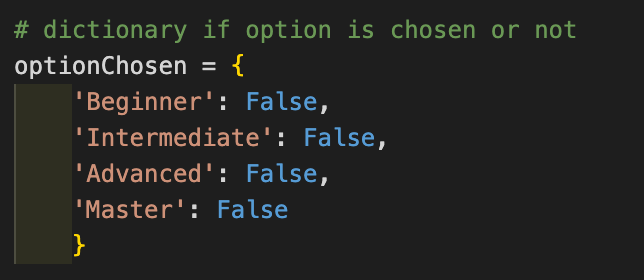 # dictionary if option is chosen or not
optionChosen = {
    'Beginner': False,
    'Intermediate': False,
    'Advanced': False,
    'Master': False
    }